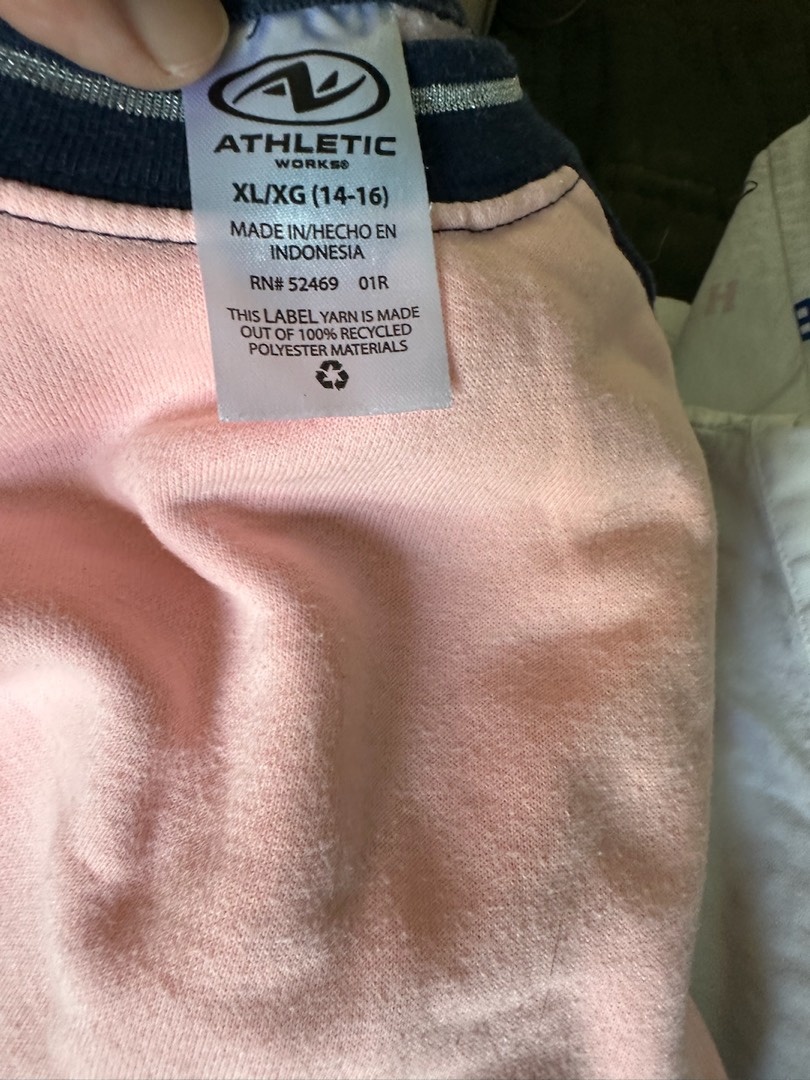 ATHLETIC
WORKS®
XL/XG (14-16)
MADE IN/HECHO EN
INDONESIA
RN# 52469 01R
THIS LABEL YARN IS MADE
OUT OF 100% RECYCLED
POLYESTER MATERIALS
H